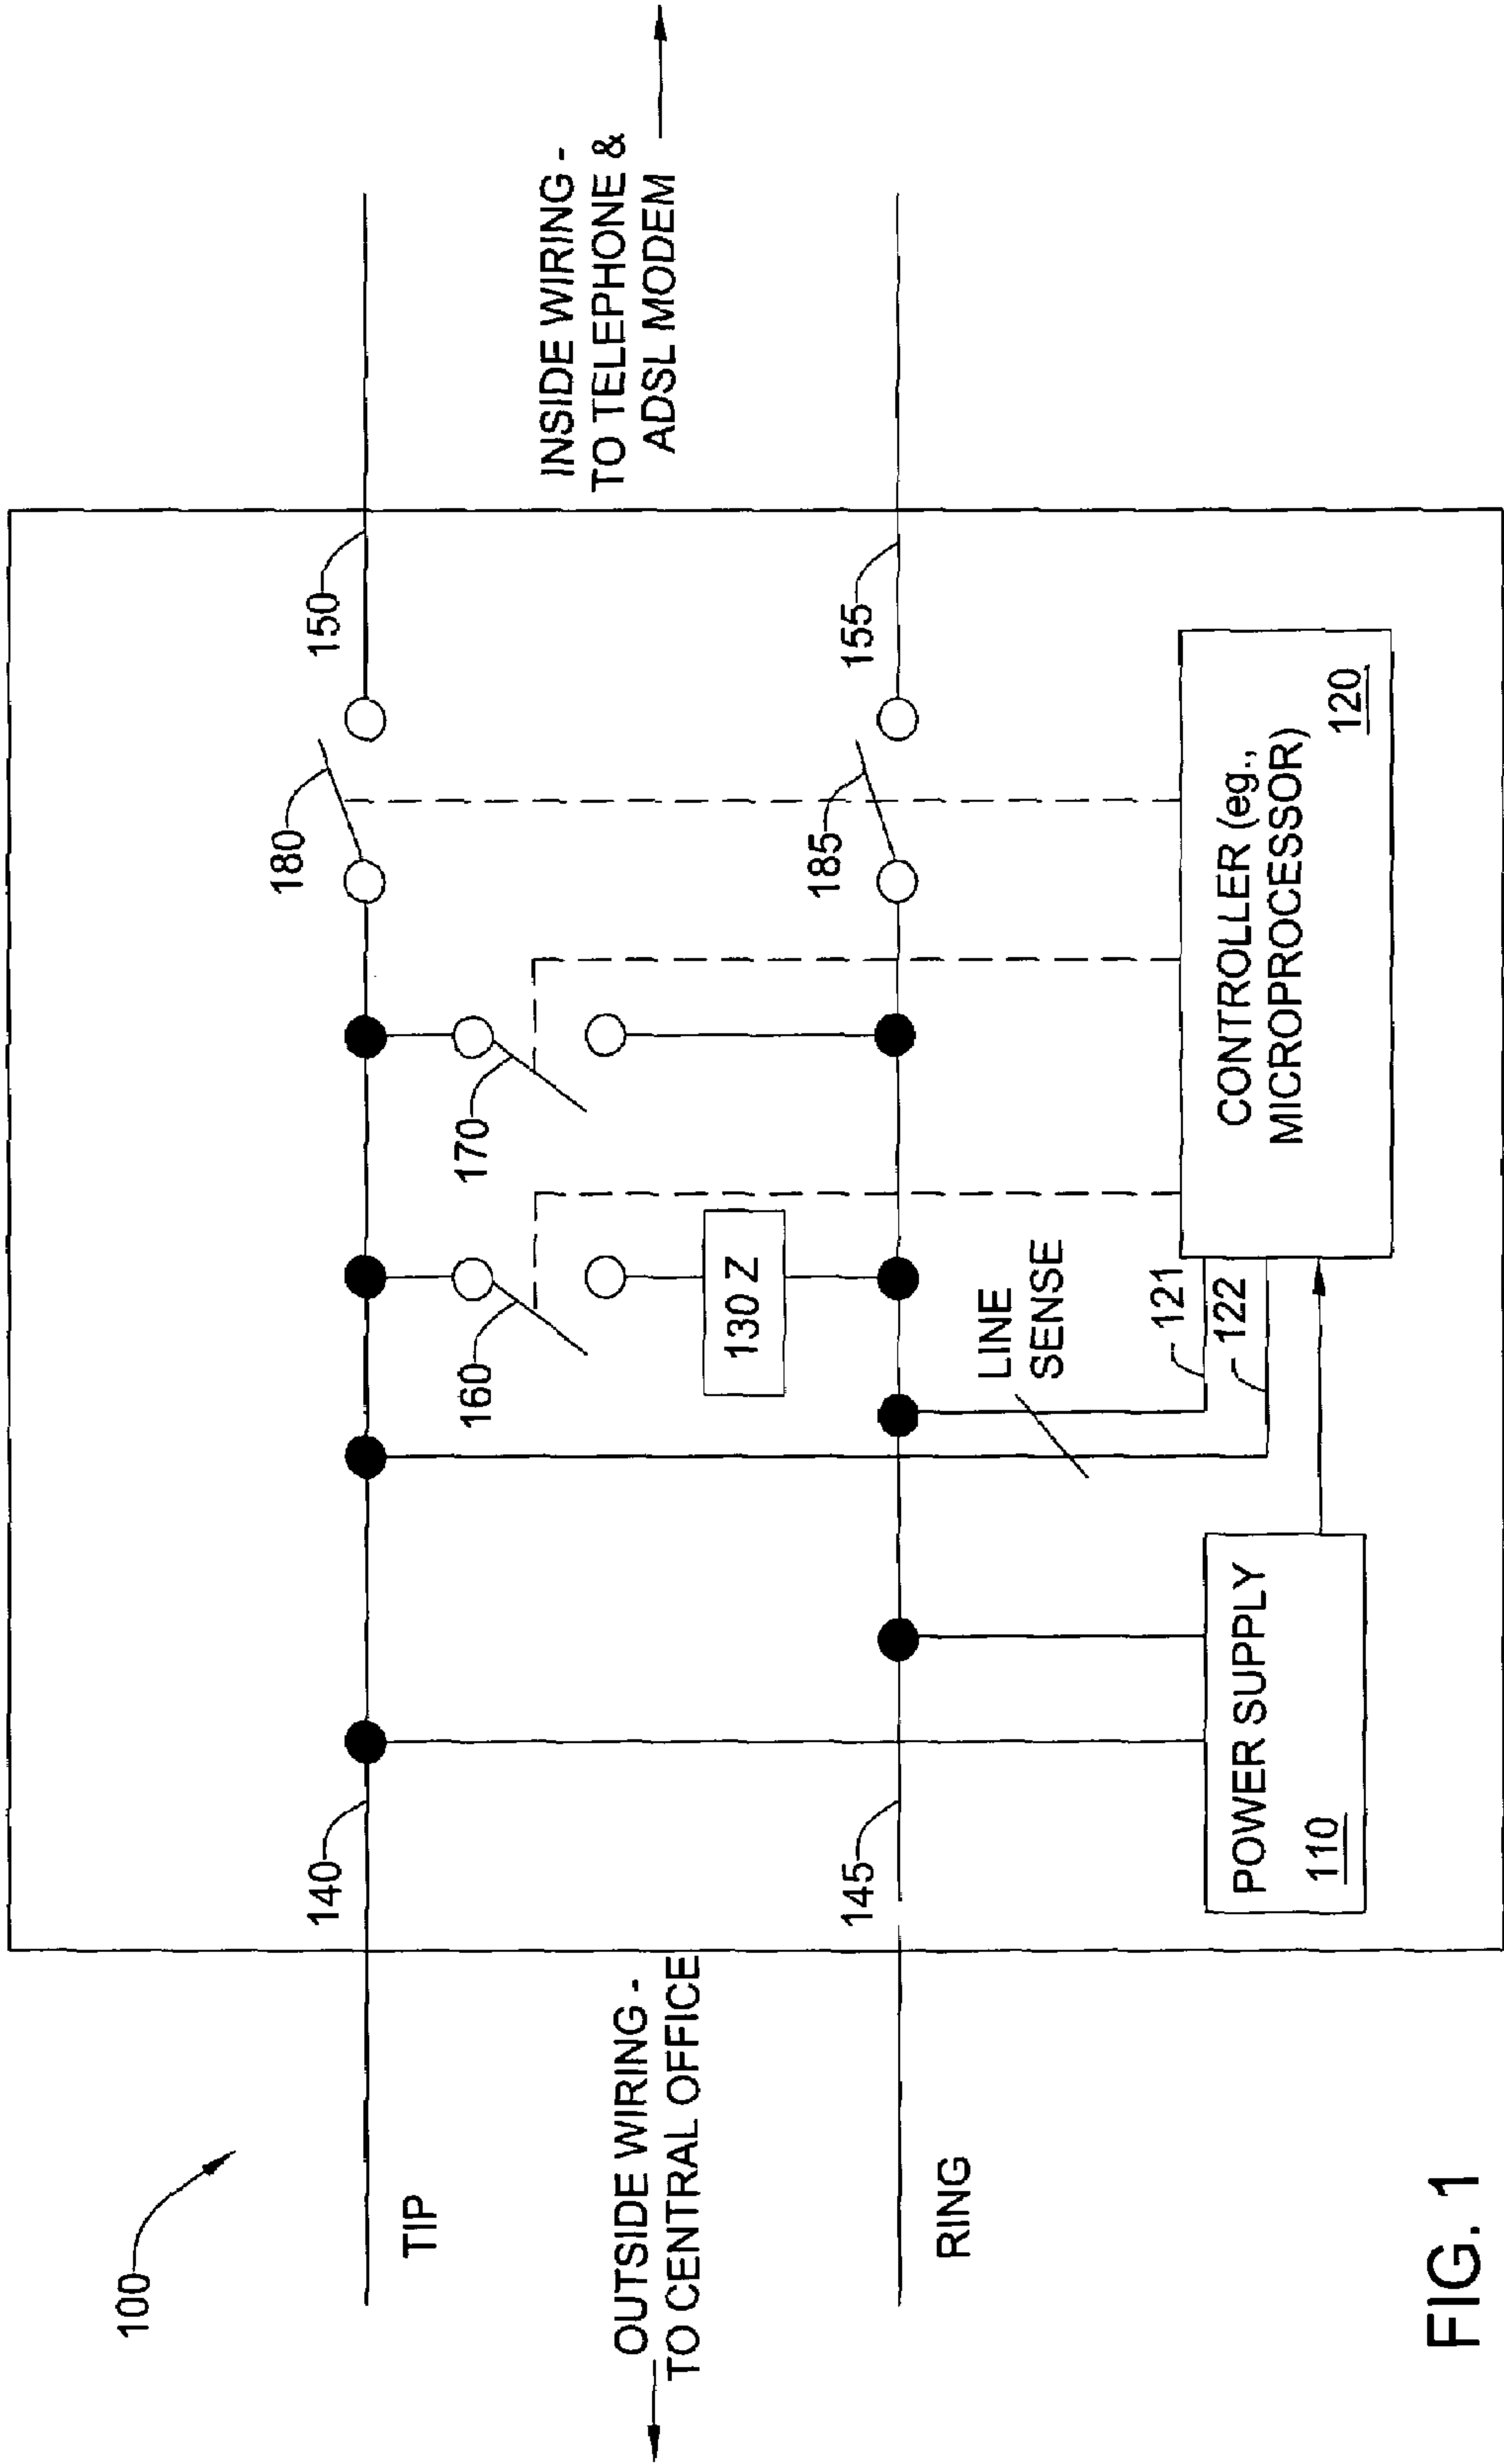 100
TIP
OUTSIDE WIRING -
TO CENTRAL OFFICE
RING
140
145
POWER SUPPLY
110
160
170
130 Z
LINE
SENSE
121
122
180
185
150
155
CONTROLLER (eg.,
MICROPROCESSOR)
120
INSIDE WIRING -
TO TELEPHONE &
ADSL MODEM
FIG. 1